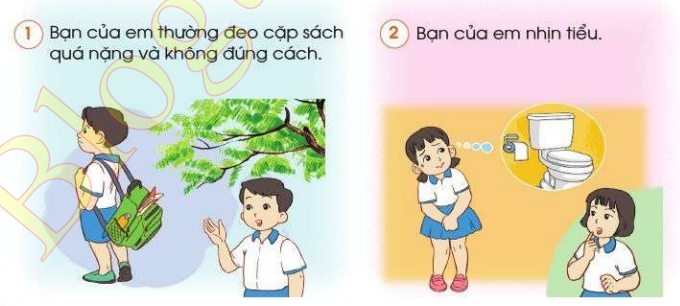 1 Bạn của em thường đeo cặp sách
quá nặng và không đúng cách.
2 Bạn của em nhịn tiểu.
Blog